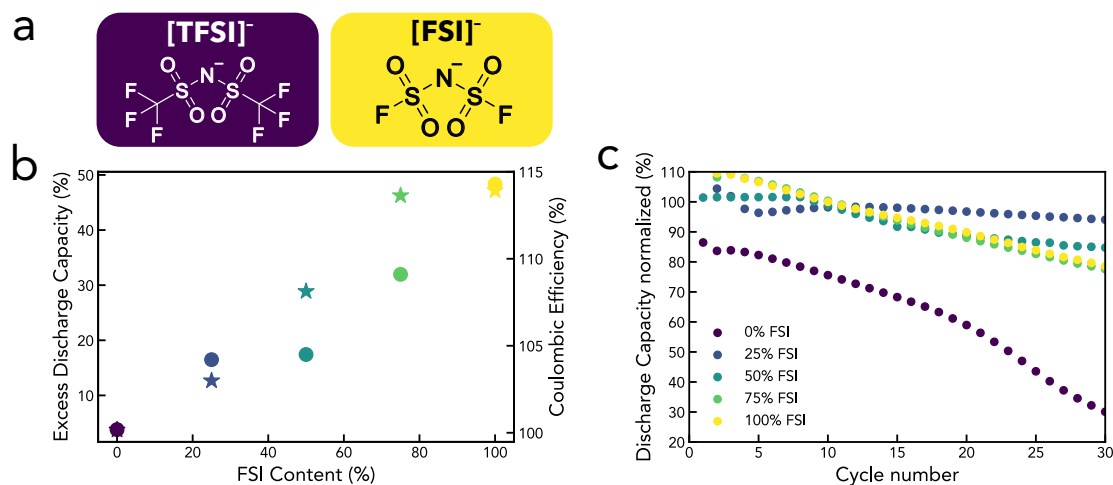 a
[TFSI]⁻
[FSI]⁻
O O
N⁻
S S
F F
O O
F F
F F
O O
N⁻
S S
F F
O O
b
Excess Discharge Capacity (%)
50
40
30
20
10
0 20 40 60 80 100
FSI Content (%)
115
110
105
100
Coulombic Efficiency (%)
c
Discharge Capacity normalized (%)
110
100
90
80
70
60
50
40
30
20
0% FSI
25% FSI
50% FSI
75% FSI
100% FSI
0 5 10 15 20 25 30
Cycle number